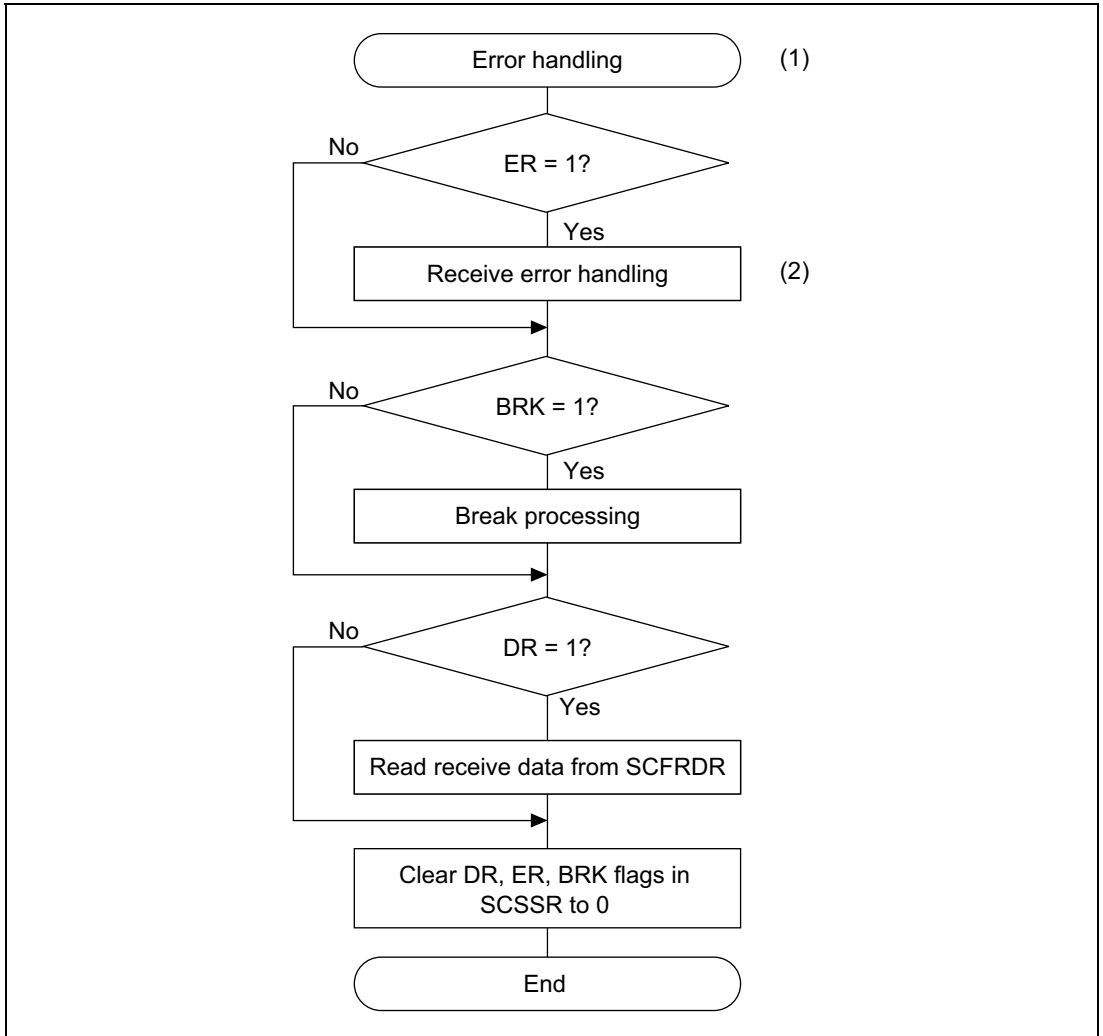 Error handling
(1)
No
ER = 1?
Yes
Receive error handling
(2)
No
BRK = 1?
Yes
Break processing
No
DR = 1?
Yes
Read receive data from SCFRDR
Clear DR, ER, BRK flags in
SCSSR to 0
End